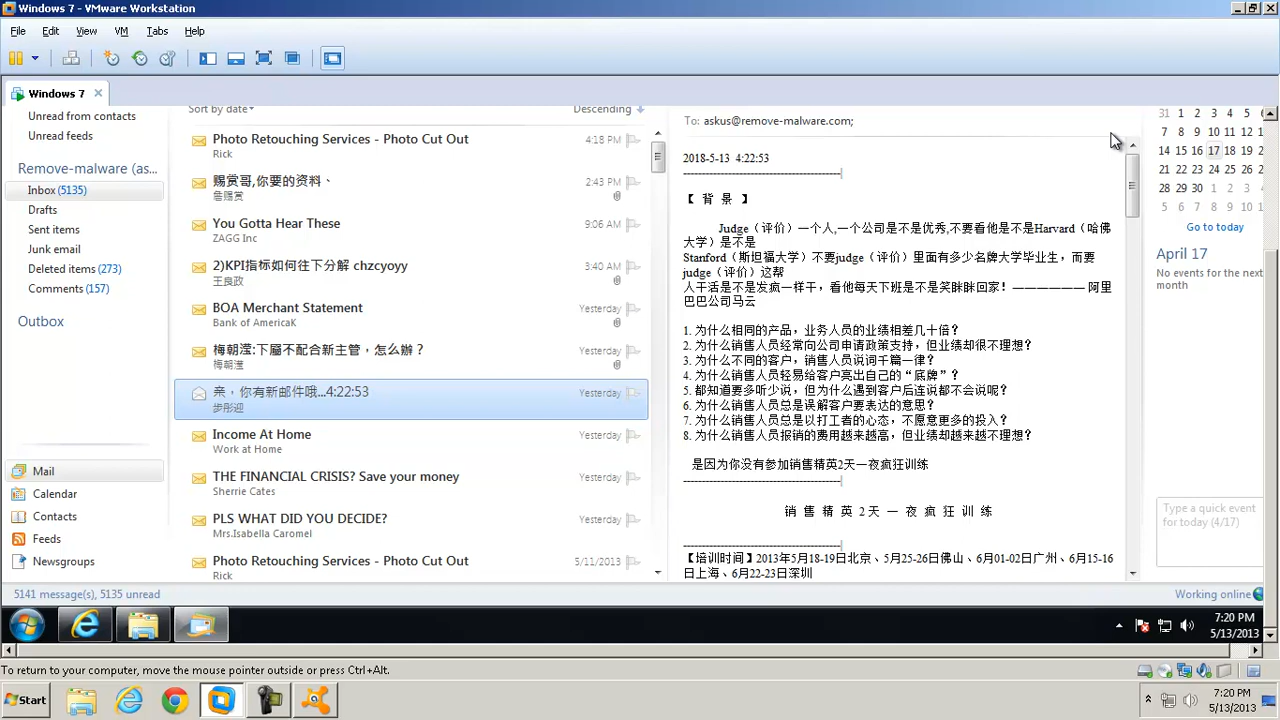 Windows 7 - VMware Workstation
File Edit View VM Tabs Help
Windows 7
Unread from contacts
Unread feeds
Remove-malware (as...
Inbox (5135)
Drafts
Sent items
Junk email
Deleted items (273)
Comments (157)
Outbox
Mail
Calendar
Contacts
Feeds
Newsgroups
Sort by date Descending
Photo Retouching Services - Photo Cut Out 4:18 PM
Rick
赐赏哥,你要的资料、 2:43 PM
詹赐赏
You Gotta Hear These 9:06 AM
ZAGG Inc
2)KPI指标如何往下分解 chzcyoyy 3:40 AM
王良政
BOA Merchant Statement Yesterday
Bank of AmericaK
梅朝滢:下屬不配合新主管，怎么辦？ Yesterday
梅朝滢
亲，你有新邮件哦...4:22:53 Yesterday
步彤迎
Income At Home Yesterday
Work at Home
THE FINANCIAL CRISIS? Save your money Yesterday
Sherrie Cates
PLS WHAT DID YOU DECIDE? Yesterday
Mrs.Isabella Caromel
Photo Retouching Services - Photo Cut Out 5/11/2013
Rick
To: askus@remove-malware.com;
2018-5-13 4:22:53
-----------------------------------------|
【 背 景 】
Judge（评价）一个人,一个公司是不是优秀,不要看他是不是Harvard（哈佛
大学）是不是
Stanford（斯坦福大学）不要judge（评价）里面有多少名牌大学毕业生，而要
judge（评价）这帮
人干活是不是发疯一样干，看他每天下班是不是笑眯眯回家！—————— 阿里
巴巴公司马云
1. 为什么相同的产品，业务人员的业绩相差几十倍？
2. 为什么销售人员经常向公司申请政策支持，但业绩却很不理想？
3. 为什么不同的客户，销售人员说词千篇一律？
4. 为什么销售人员轻易给客户亮出自己的“底牌”？
5. 都知道要多听少说，但为什么遇到客户后连说都不会说呢？
6. 为什么销售人员总是误解客户要表达的意思？
7. 为什么销售人员总是以打工者的心态，不愿意更多的投入？
8. 为什么销售人员报销的费用越来越高，但业绩却越来越不理想？
是因为你没有参加销售精英2天一夜疯狂训练
-----------------------------------------|
销 售 精 英 2 天 一 夜 疯 狂 训 练
-----------------------------------------|
【培训时间】2013年5月18-19日北京、5月25-26日佛山、6月01-02日广州、6月15-16
日上海、6月22-23日深圳
31 1 2 3 4 5
7 8 9 10 11 12
14 15 16 17 18 19
21 22 23 24 25 26
28 29 30 1 2 3
5 6 7 8 9 10
Go to today
April 17
No events for the next
month
Type a quick event
for today (4/17)
5141 message(s), 5135 unread Working online
7:20 PM
5/13/2013
To return to your computer, move the mouse pointer outside or press Ctrl+Alt.
Start
7:20 PM
5/13/2013